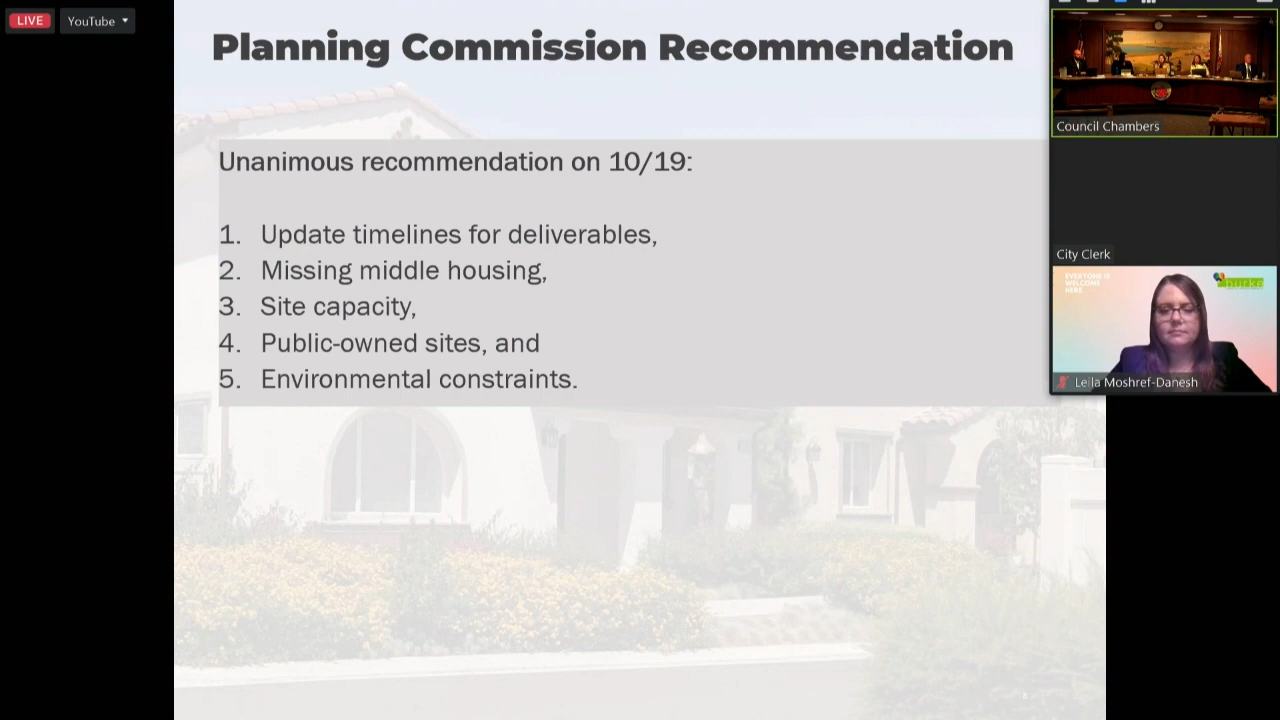 LIVE
YouTube
Planning Commission Recommendation
Unanimous recommendation on 10/19:
1. Update timelines for deliverables,
2. Missing middle housing,
3. Site capacity,
4. Public-owned sites, and
5. Environmental constraints.
Council Chambers
City Clerk
EVERYONE IS
WELCOME
HERE
burke
Leila Moshref-Danesh
8